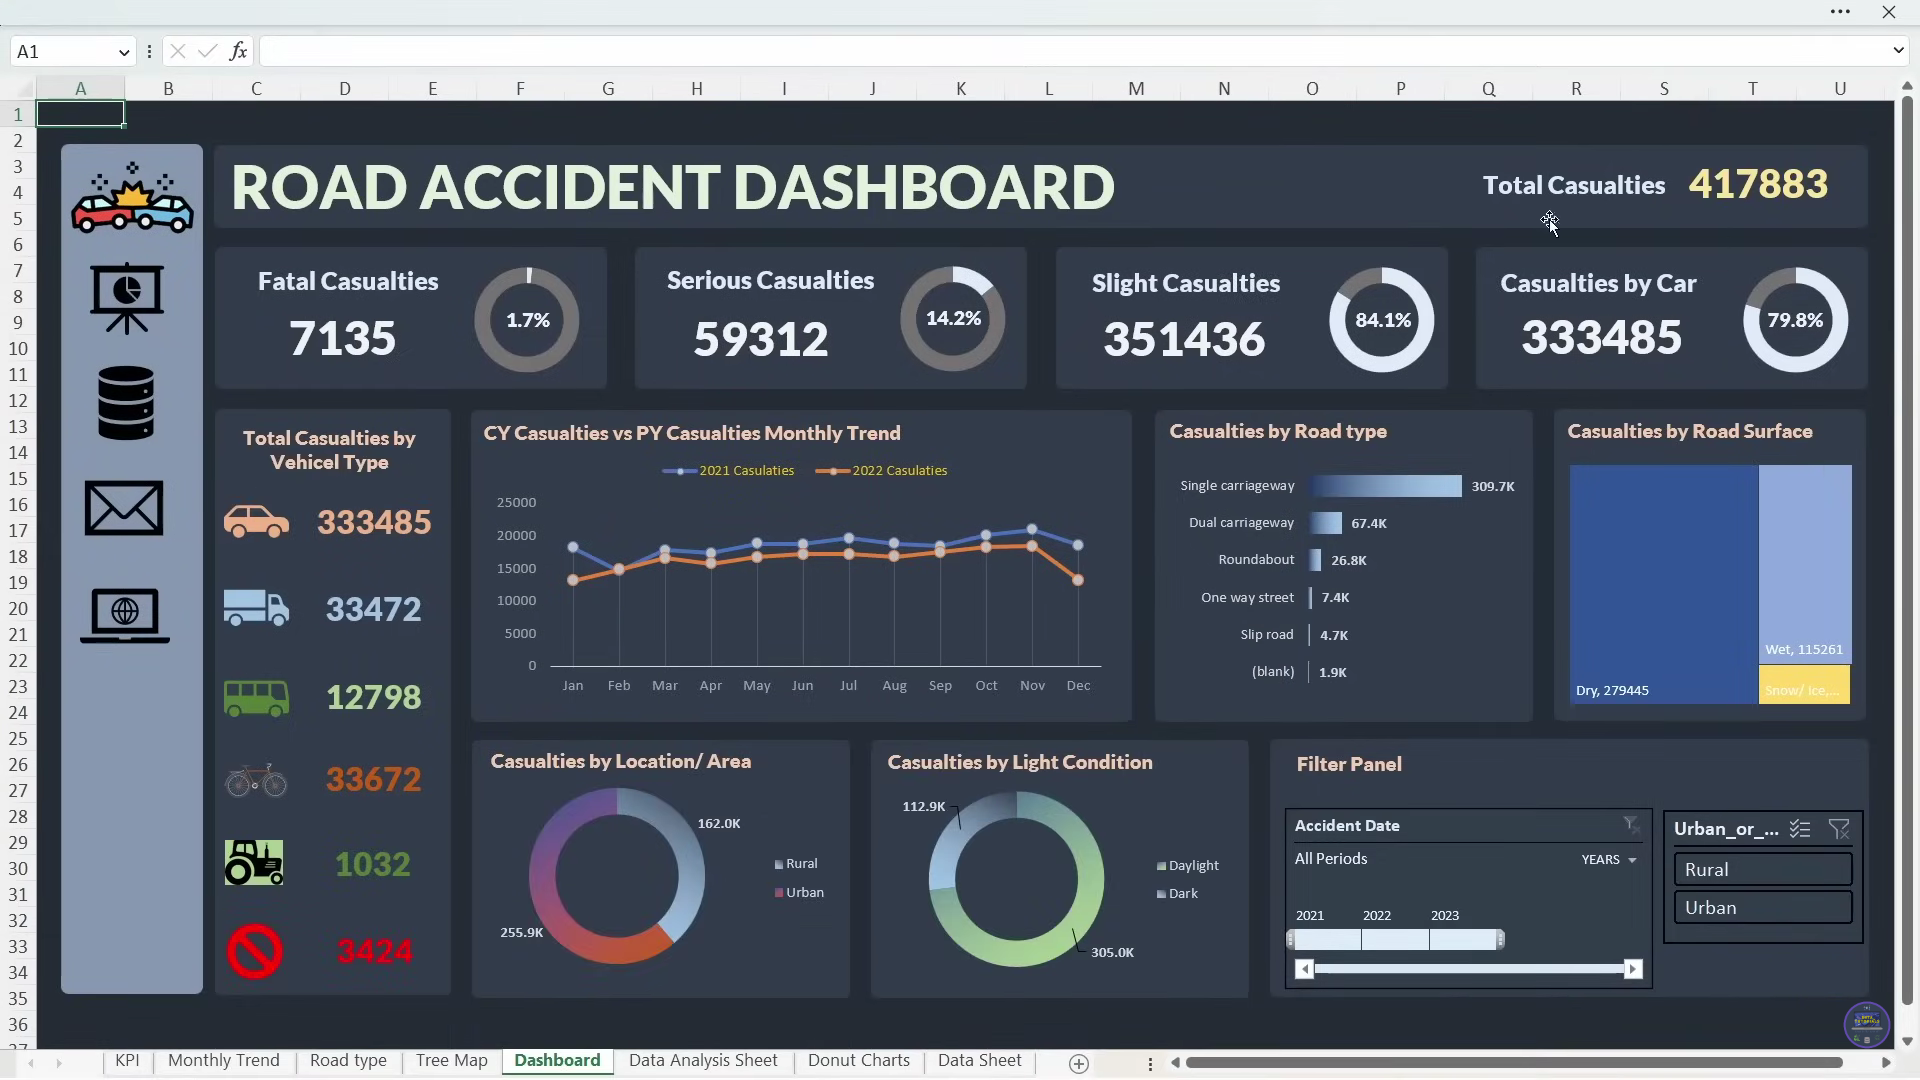 A1
fx
A B C D E F G H I J K L M N O P Q R S T U
1
2
3
4
5
6
7
8
9
10
11
12
13
14
15
16
17
18
19
20
21
22
23
24
25
26
27
28
29
30
31
32
33
34
35
36
ROAD ACCIDENT DASHBOARD
Total Casualties 417883
Fatal Casualties
7135
1.7%
Serious Casualties
59312
14.2%
Slight Casualties
351436
84.1%
Casualties by Car
333485
79.8%
Total Casualties by
Vehicel Type
333485
33472
12798
33672
1032
3424
CY Casualties vs PY Casualties Monthly Trend
2021 Casulaties 2022 Casulaties
25000
20000
15000
10000
5000
0
Jan Feb Mar Apr May Jun Jul Aug Sep Oct Nov Dec
Casualties by Road type
Single carriageway 309.7K
Dual carriageway 67.4K
Roundabout 26.8K
One way street 7.4K
Slip road 4.7K
(blank) 1.9K
Casualties by Road Surface
Wet, 115261
Dry, 279445
Snow/ Ice,...
Casualties by Location/ Area
162.0K
Rural
Urban
255.9K
Casualties by Light Condition
112.9K
Daylight
Dark
305.0K
Filter Panel
Accident Date
All Periods YEARS
2021 2022 2023
Urban_or_...
Rural
Urban
KPI Monthly Trend Road type Tree Map Dashboard Data Analysis Sheet Donut Charts Data Sheet